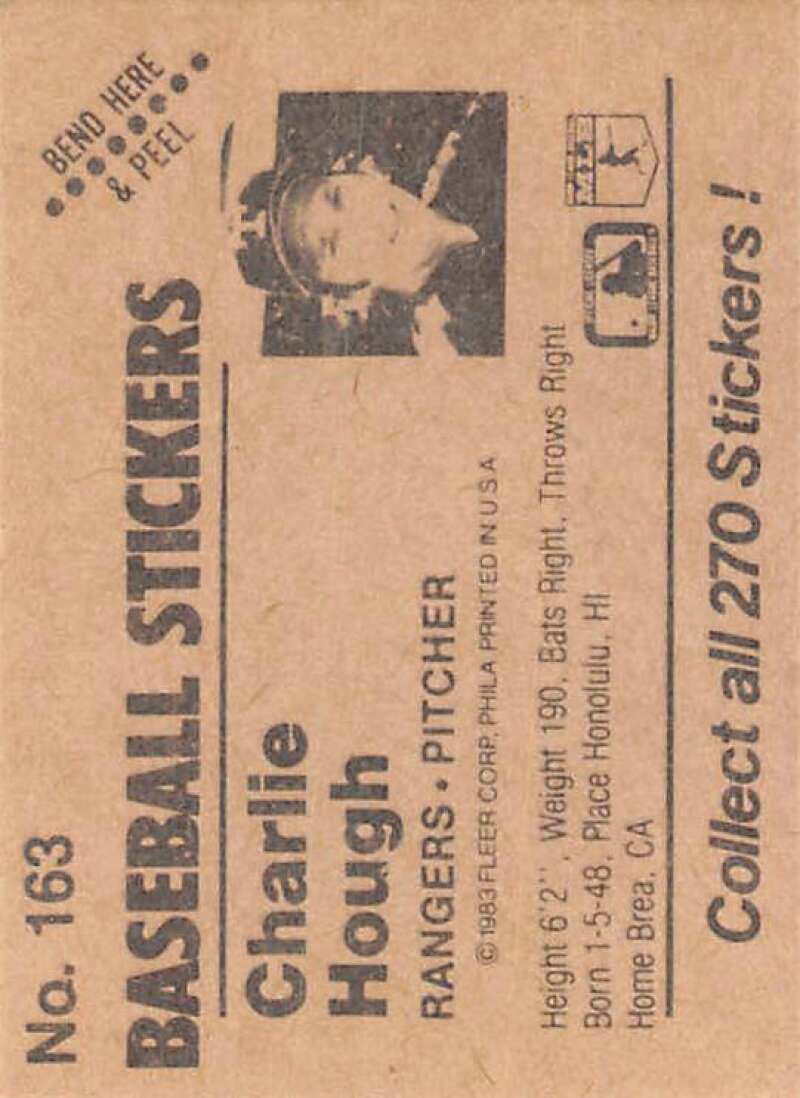 No. 163
BEND HERE
& PEEL
BASEBALL STICKERS
Charlie
Hough
RANGERS • PITCHER
© 1983 FLEER CORP. PHILA PRINTED IN U S A
Height 6'2'', Weight 190, Bats Right, Throws Right
Born 1-5-48, Place Honolulu, HI
Home Brea, CA
Collect all 270 Stickers!